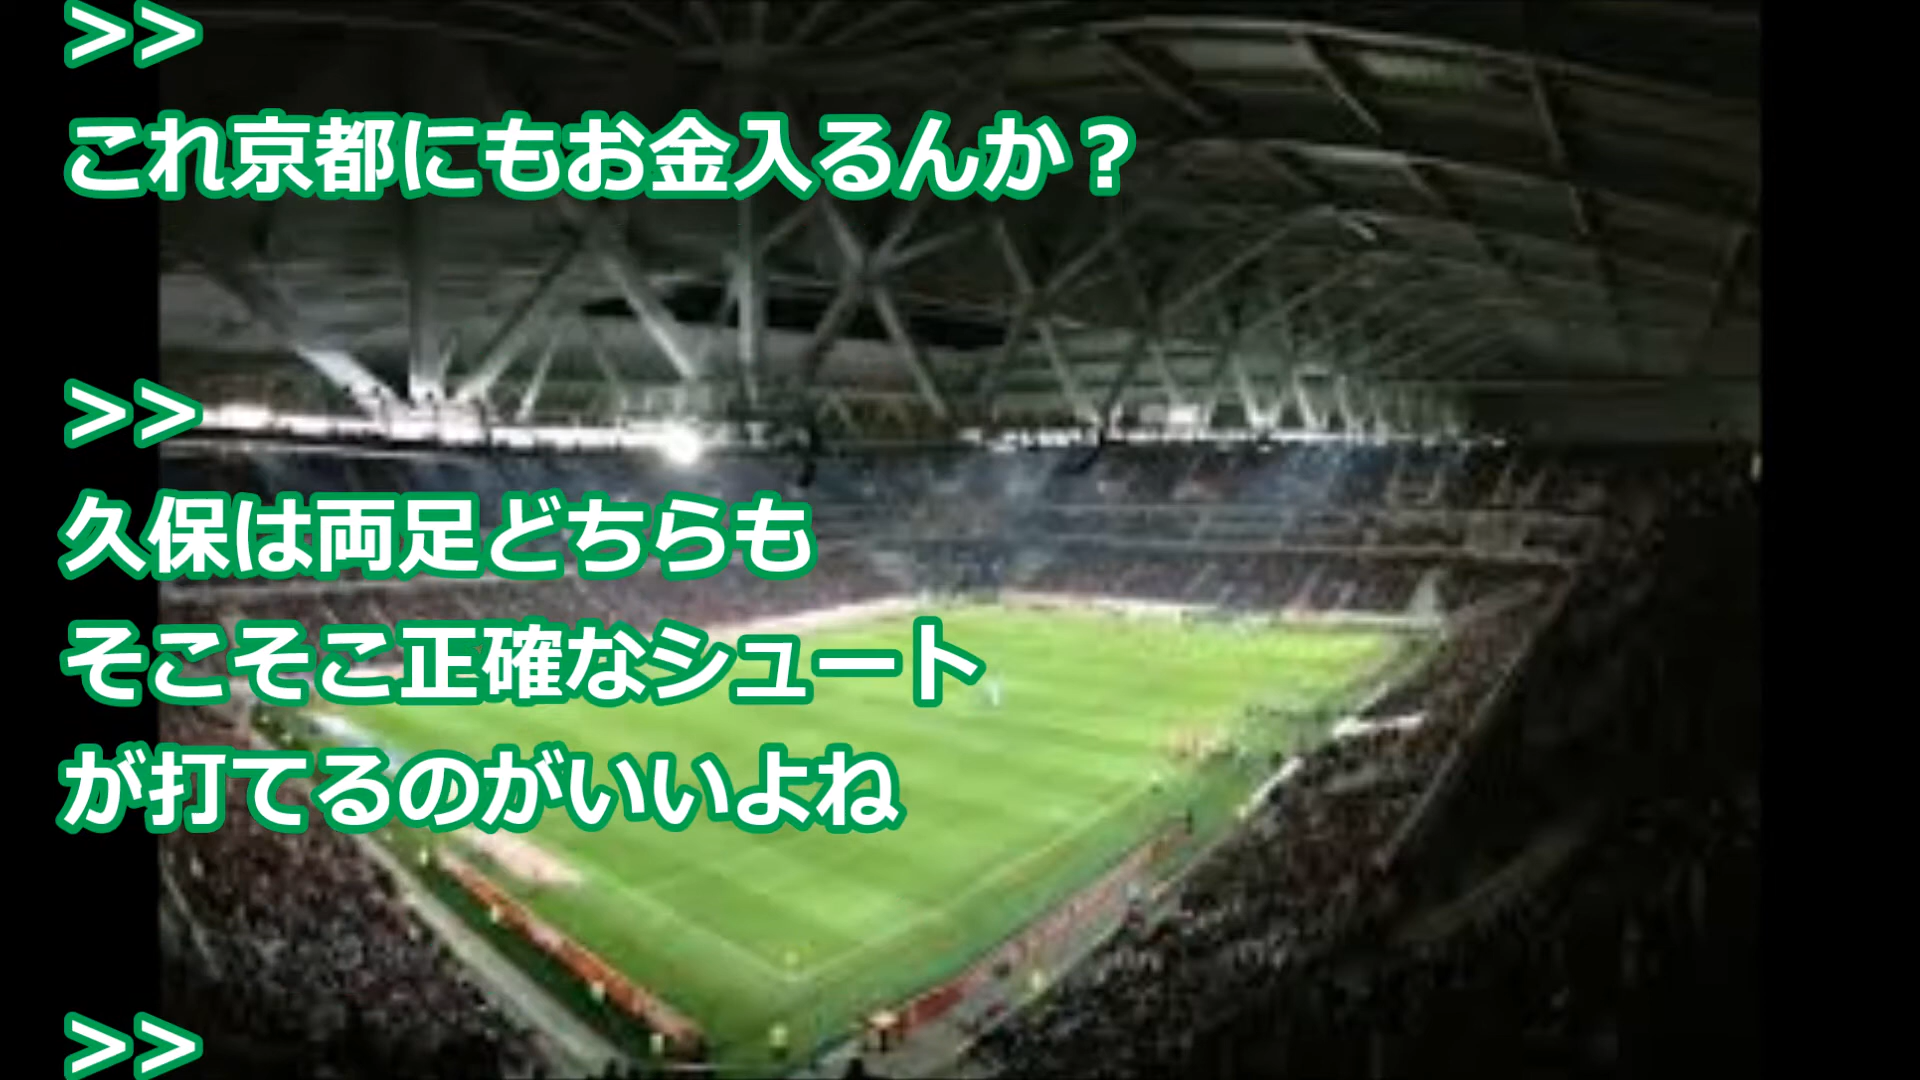 >>
これ京都にもお金入るんか？
>>
久保は両足どちらも
そこそこ正確なシュート
が打てるのがいいよね
>>